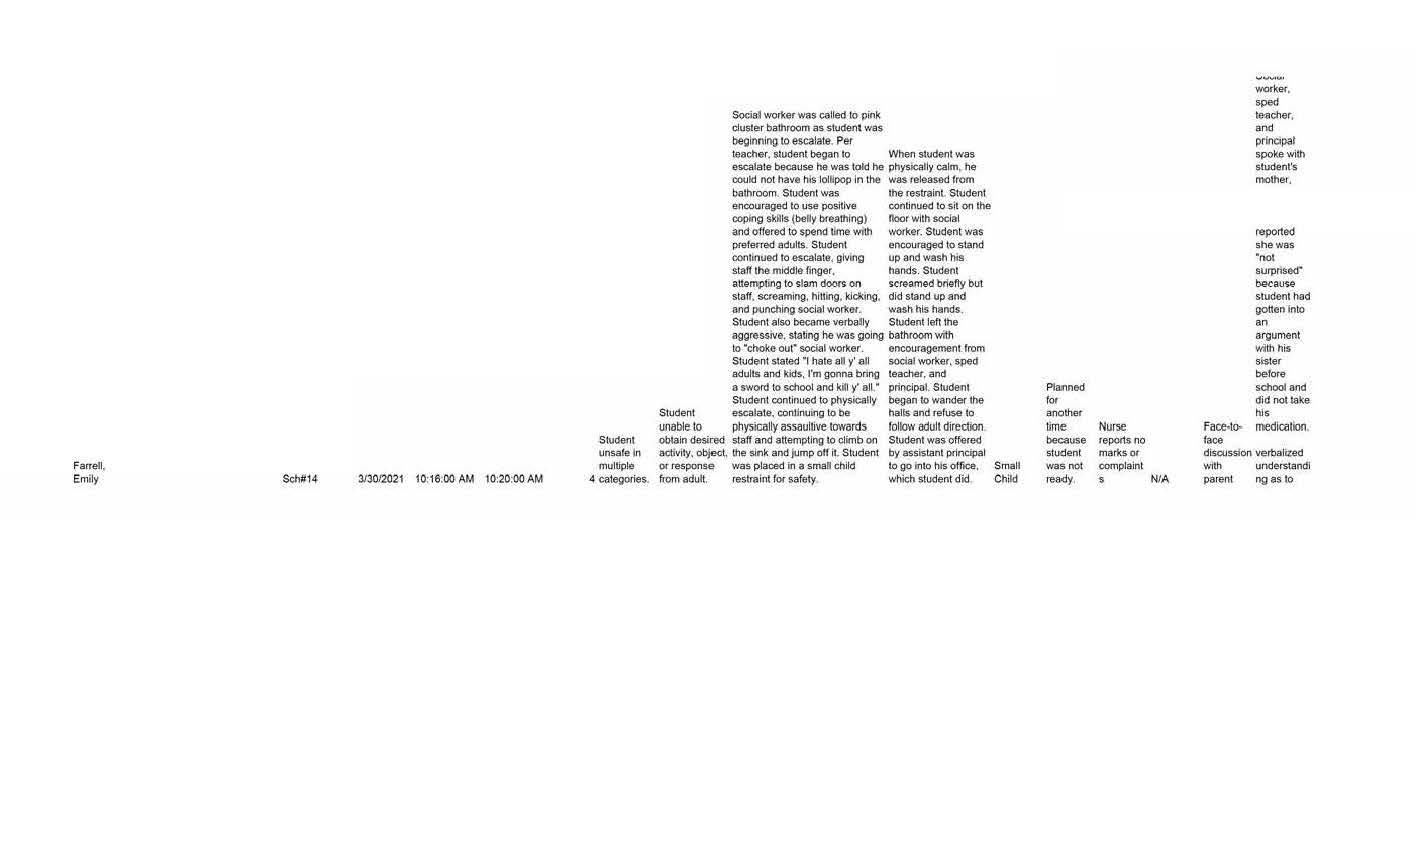 Farrell,
Emily
Sch#14
3/30/2021
10:16:00 AM
10:20:00 AM
4
Student
unsafe in
multiple
categories.
Student
unable to
obtain desired
activity, object,
or response
from adult.
Social worker was called to pink
cluster bathroom as student was
beginning to escalate. Per
teacher, student began to
escalate because he was told he
could not have his lollipop in the
bathroom. Student was
encouraged to use positive
coping skills (belly breathing)
and offered to spend time with
preferred adults. Student
continued to escalate, giving
staff the middle finger,
attempting to slam doors on
staff, screaming, hitting, kicking,
and punching social worker.
Student also became verbally
aggressive, stating he was going
to "choke out" social worker.
Student stated "I hate all y' all
adults and kids, I'm gonna bring
a sword to school and kill y' all."
Student continued to physically
escalate, continuing to be
physically assaultive towards
staff and attempting to climb on
the sink and jump off it. Student
was placed in a small child
restraint for safety.
When student was
physically calm, he
was released from
the restraint. Student
continued to sit on the
floor with social
worker. Student was
encouraged to stand
up and wash his
hands. Student
screamed briefly but
did stand up and
wash his hands.
Student left the
bathroom with
encouragement from
social worker, sped
teacher, and
principal. Student
began to wander the
halls and refuse to
follow adult direction.
Student was offered
by assistant principal
to go into his office,
which student did.
Small
Child
Planned
for
another
time
because
student
was not
ready.
Nurse
reports no
marks or
complaint
s
N/A
Face-to-
face
discussion
with
parent
worker,
sped
teacher,
and
principal
spoke with
student's
mother,
reported
she was
"not
surprised"
because
student had
gotten into
an
argument
with his
sister
before
school and
did not take
his
medication.
verbalized
understandi
ng as to